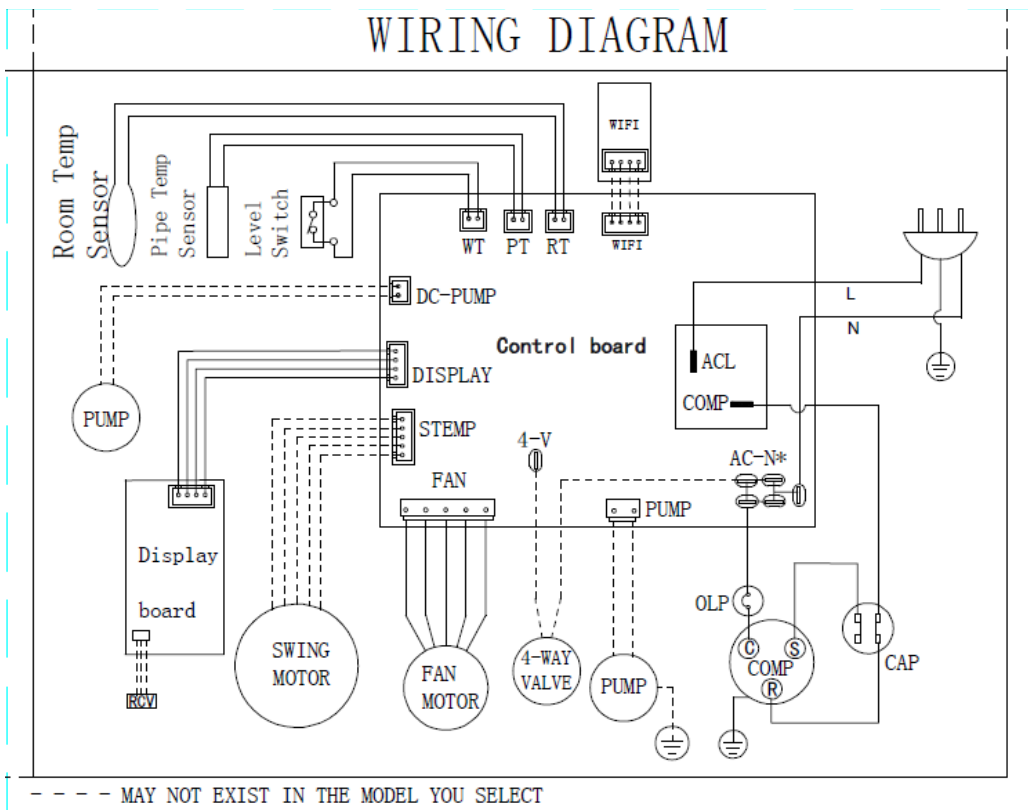 WIRING DIAGRAM
Room Temp
Sensor
Pipe Temp
Sensor
Level
Switch
WIFI
WT
PT
RT
WIFI
DC-PUMP
Control board
L
N
ACL
COMP
DISPLAY
PUMP
STEMP
4-V
AC-N*
FAN
PUMP
Display
board
RCV
SWING
MOTOR
FAN
MOTOR
4-WAY
VALVE
PUMP
OLP
C
S
COMP
R
CAP
- - - - MAY NOT EXIST IN THE MODEL YOU SELECT